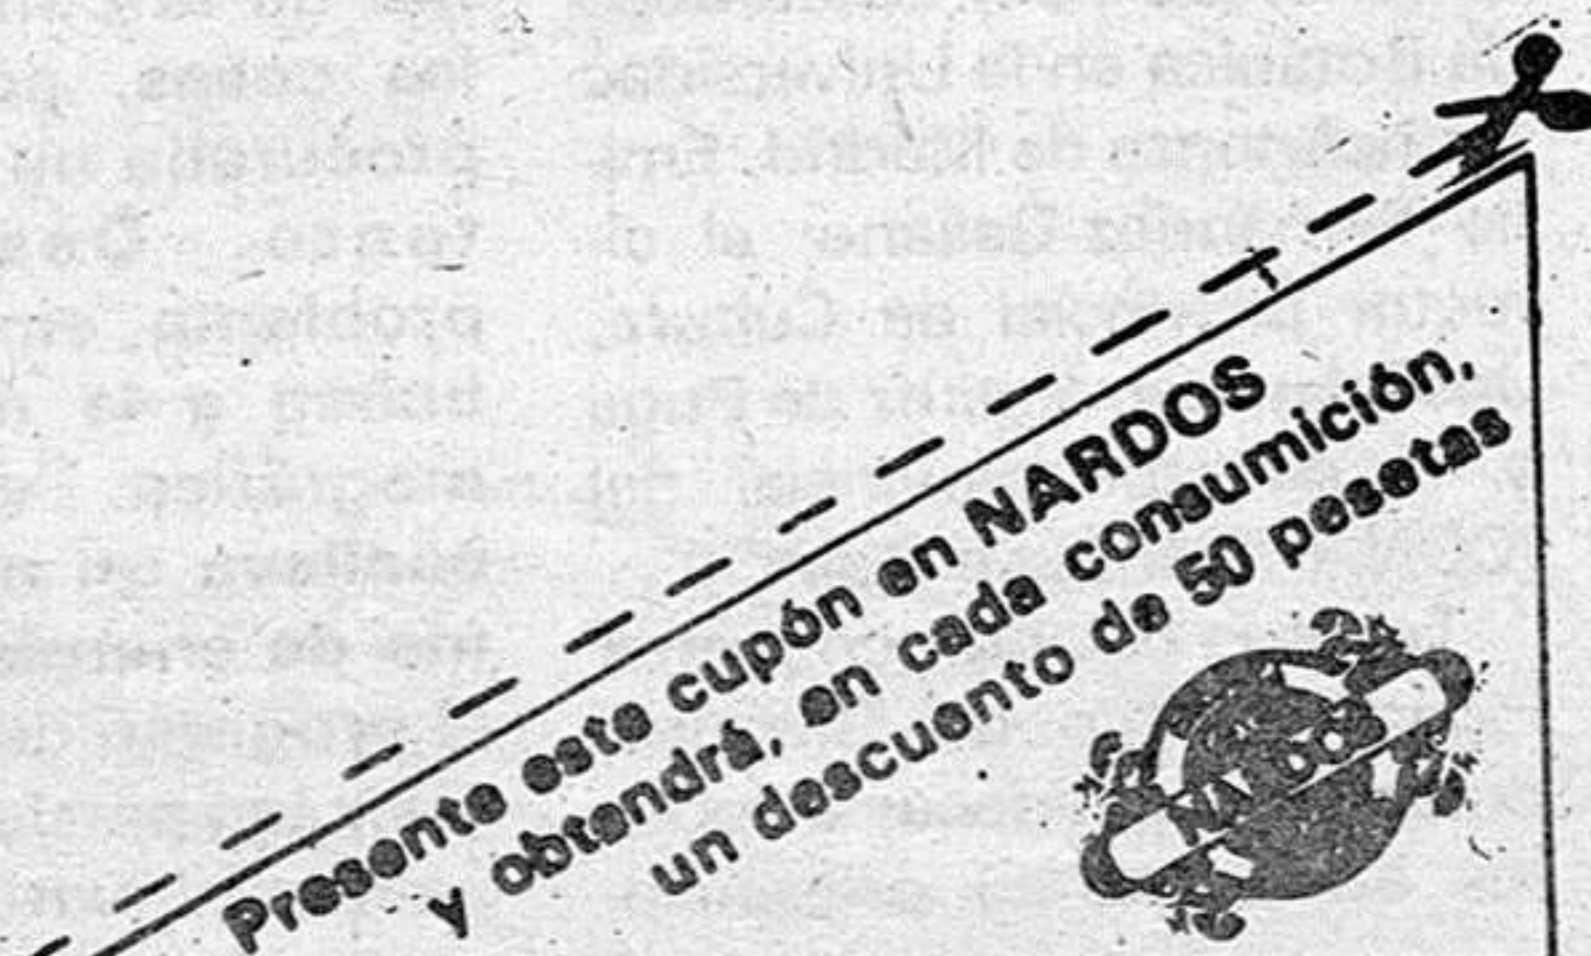 Presente este cupón en NARDOS
y obtendrá, en cada consumición,
un descuento de 50 pesetas